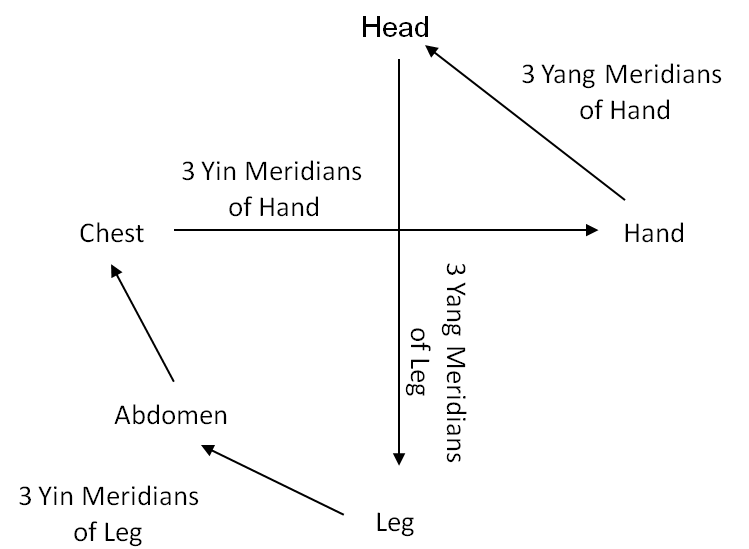 Head
3 Yang Meridians
of Hand
3 Yin Meridians
of Hand
Chest
Hand
3 Yang Meridians
of Leg
Abdomen
3 Yin Meridians
of Leg
Leg